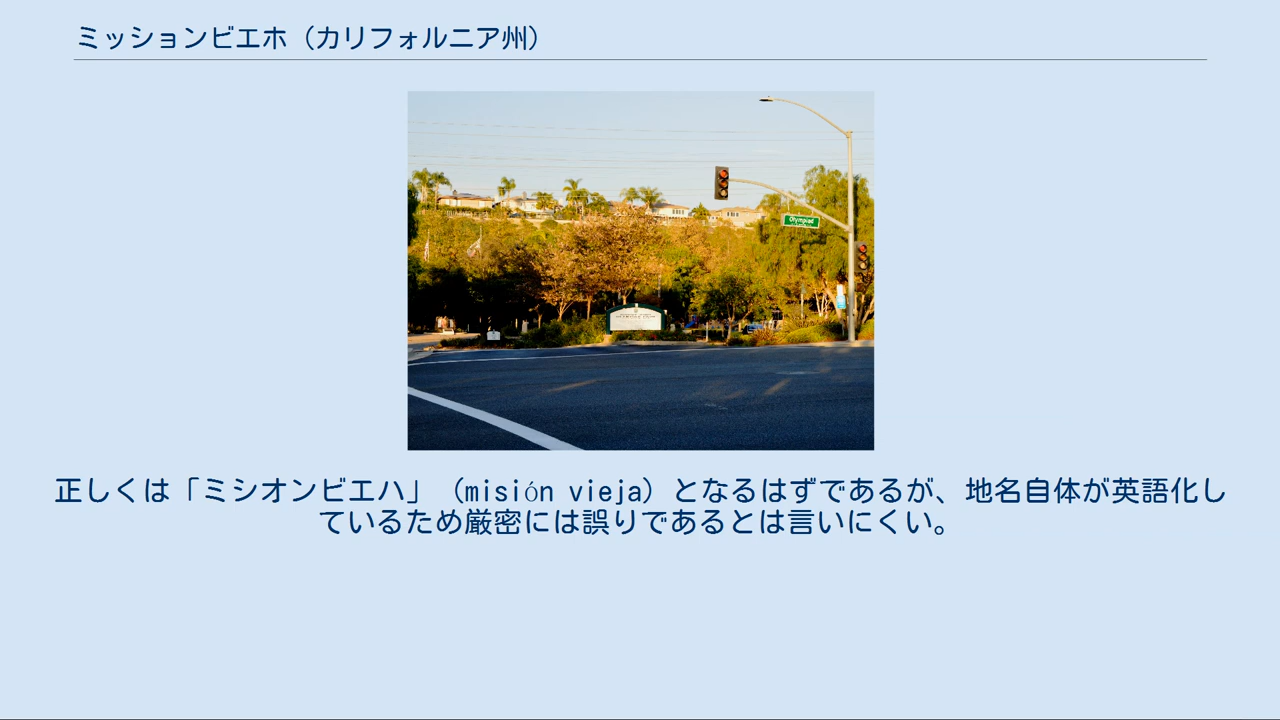 ミッションビエホ（カリフォルニア州）
Olympiad
正しくは「ミシオンビエハ」（misión vieja）となるはずであるが、地名自体が英語化し
ているため厳密には誤りであるとは言いにくい。